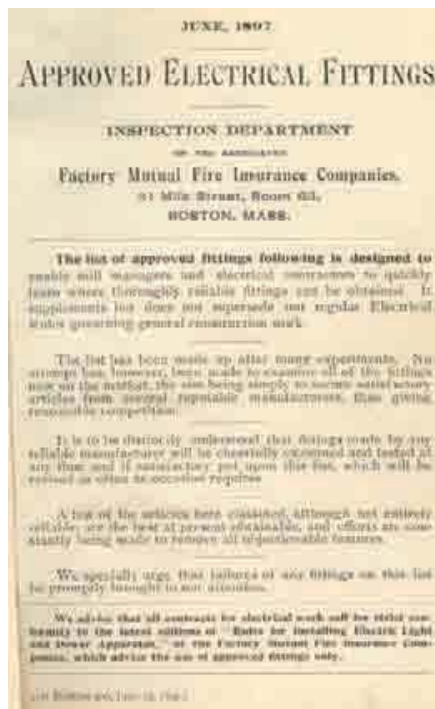 JUNE, 1897
APPROVED ELECTRICAL FITTINGS
INSPECTION DEPARTMENT
OF THE ASSOCIATED
Factory Mutual Fire Insurance Companies,
31 Milk Street, Room 63,
BOSTON, MASS.
The list of approved fittings following is designed to
enable mill managers and electrical contractors to quickly
learn where thoroughly reliable fittings can be obtained. It
supplements but does not supersede our regular Electrical
Rules governing general construction work.
The list has been made up after many experiments. No
attempt has, however, been made to examine all of the fittings
now on the market, the aim being simply to secure satisfactory
articles from several reputable manufacturers, thus giving
reasonable competition.
It is to be distinctly understood that fittings made by any
reliable manufacturer will be cheerfully examined and tested at
any time and if satisfactory put upon this list, which will be
revised as often as occasion requires.
A few of the articles here classified, although not entirely
reliable, are the best at present obtainable, and efforts are con-
stantly being made to remove all objectionable features.
We specially urge that failures of any fittings on this list
be promptly brought to our attention.
We advise that all contracts for electrical work call for strict con-
formity to the latest editions of "Rules for Installing Electric Light
and Power Apparatus," of the Factory Mutual Fire Insurance Com-
panies, which advise the use of approved fittings only.